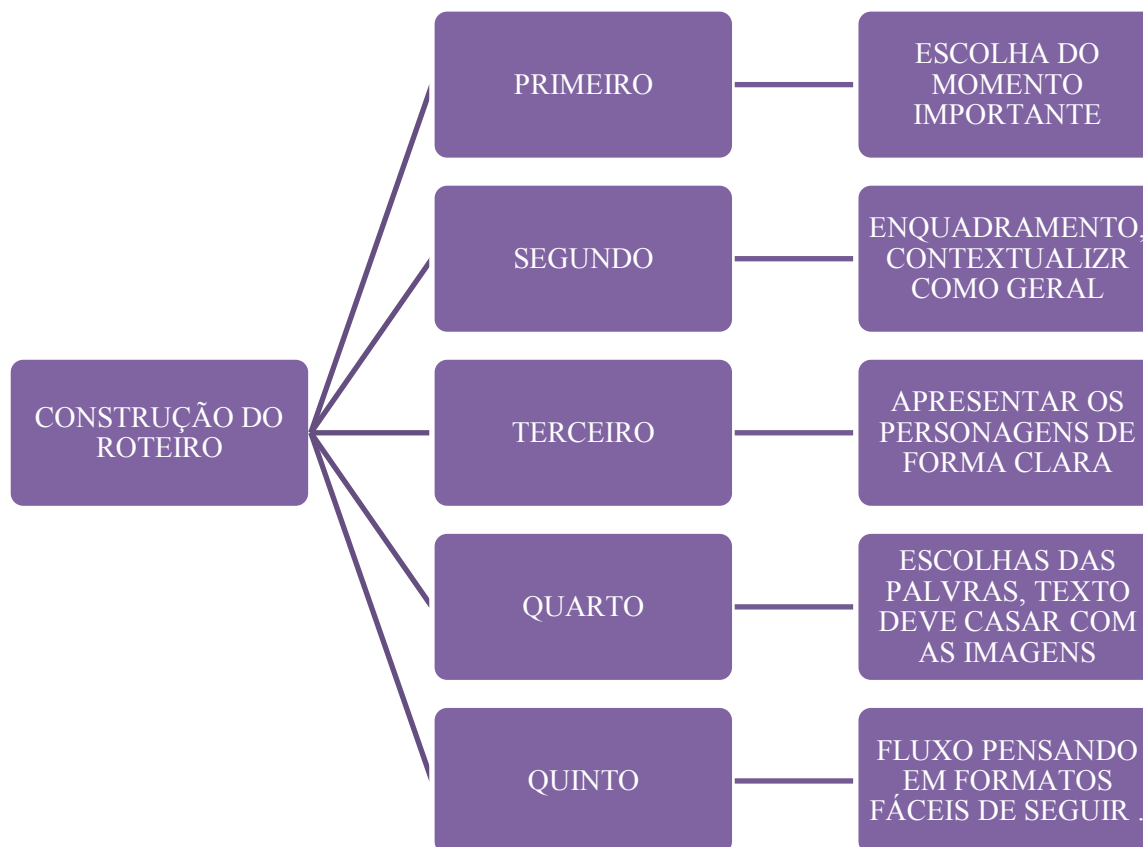 CONSTRUÇÃO DO
ROTEIRO
PRIMEIRO
ESCOLHA DO
MOMENTO
IMPORTANTE
SEGUNDO
ENQUADRAMENTO,
CONTEXTUALIZR
COMO GERAL
TERCEIRO
APRESENTAR OS
PERSONAGENS DE
FORMA CLARA
QUARTO
ESCOLHAS DAS
PALVRAS, TEXTO
DEVE CASAR COM
AS IMAGENS
QUINTO
FLUXO PENSANDO
EM FORMATOS
FÁCEIS DE SEGUIR .